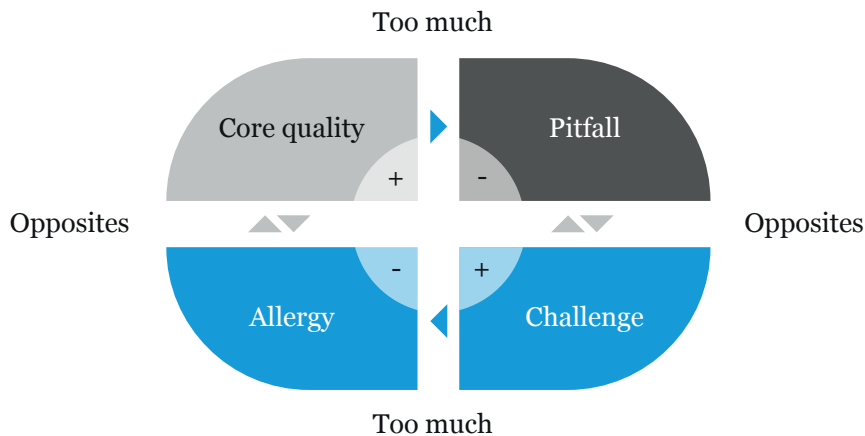 Too much
Core quality
Pitfall
+
-
Opposites
Opposites
-
+
Allergy
Challenge
Too much